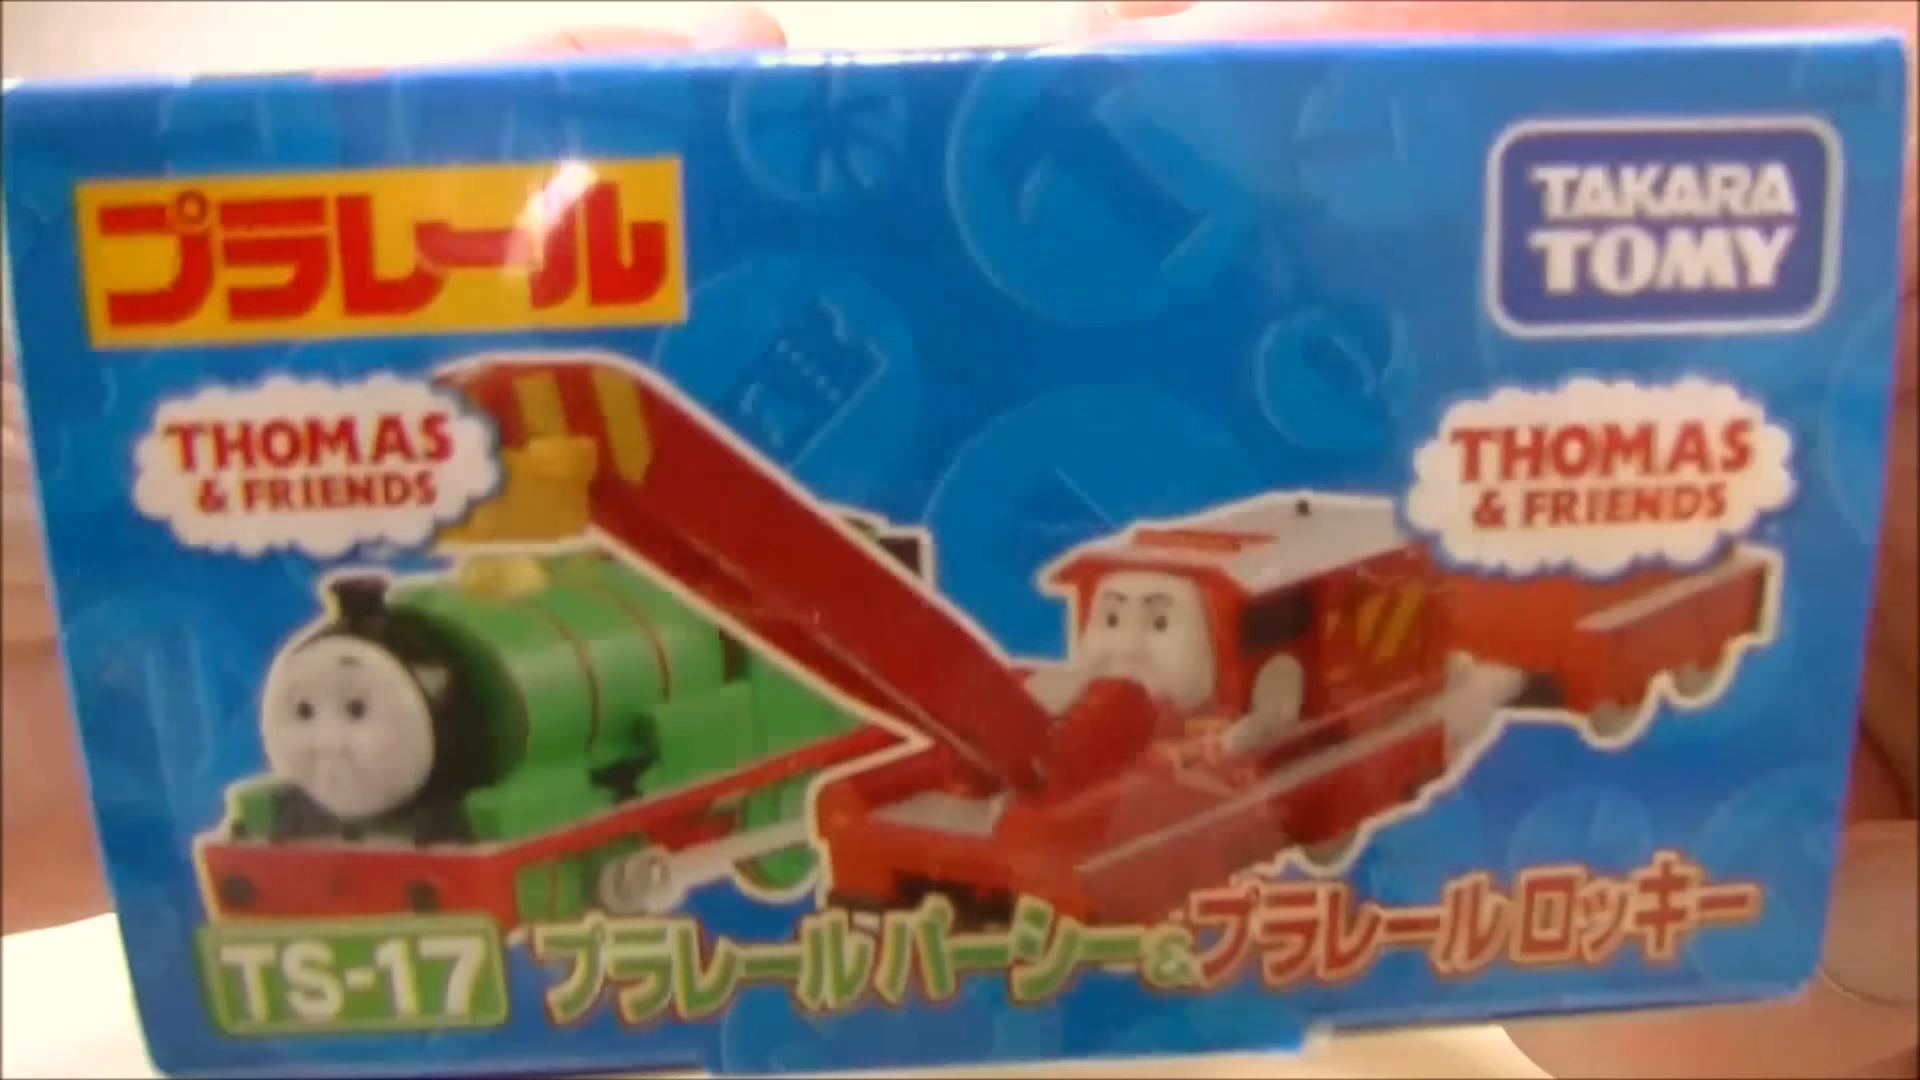 プラレール
TAKARA
TOMY
THOMAS
& FRIENDS
THOMAS
& FRIENDS
TS-17 プラレール パーシー&プラレール ロッキー